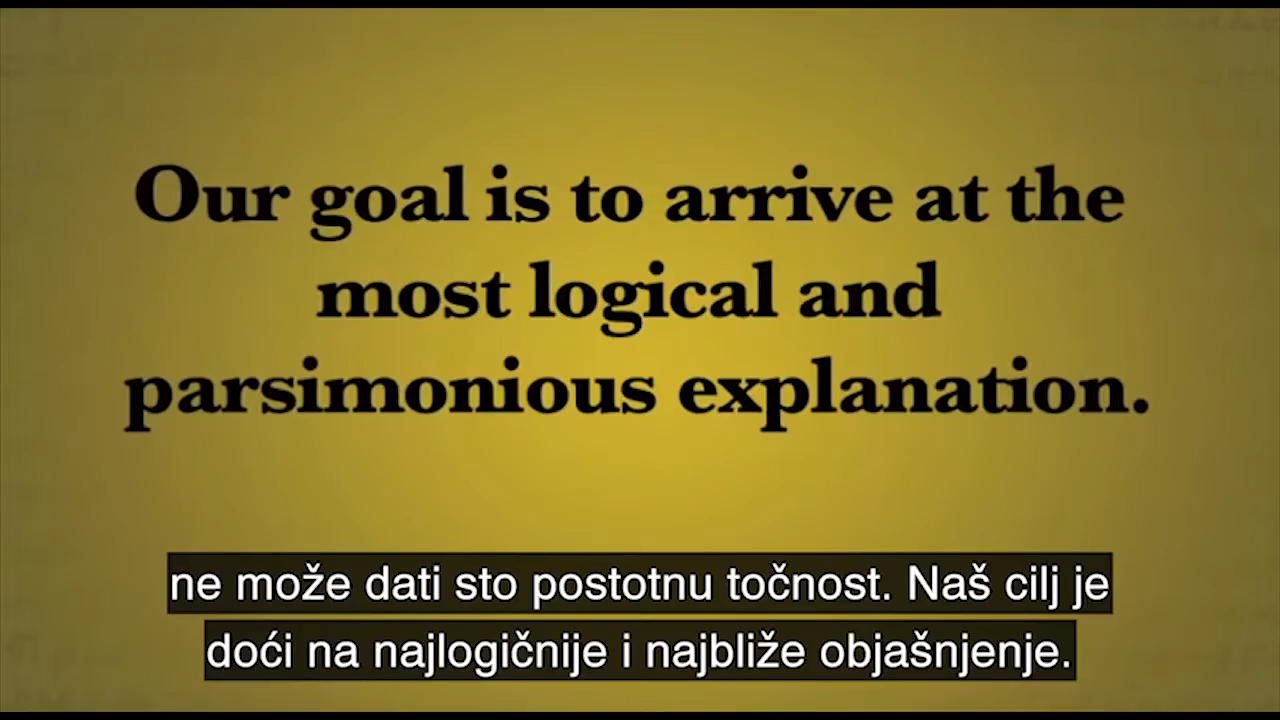 Our goal is to arrive at the
most logical and
parsimonious explanation.
ne može dati sto postotnu točnost. Naš cilj je
doći na najlogičnije i najbliže objašnjenje.